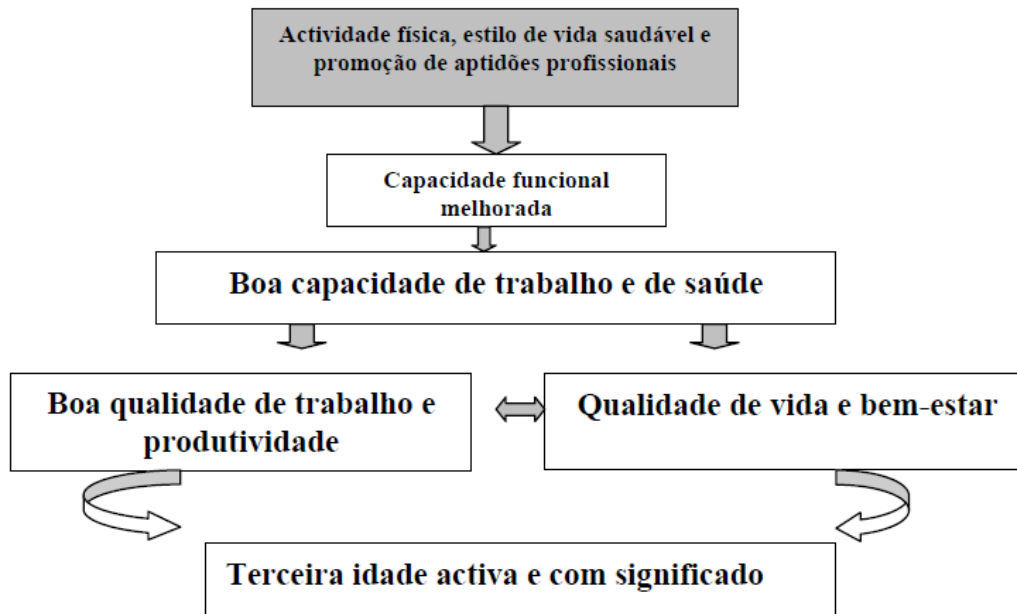 Actividade física, estilo de vida saudável e
promoção de aptidões profissionais
Capacidade funcional
melhorada
Boa capacidade de trabalho e de saúde
Boa qualidade de trabalho e
produtividade
Qualidade de vida e bem-estar
Terceira idade activa e com significado